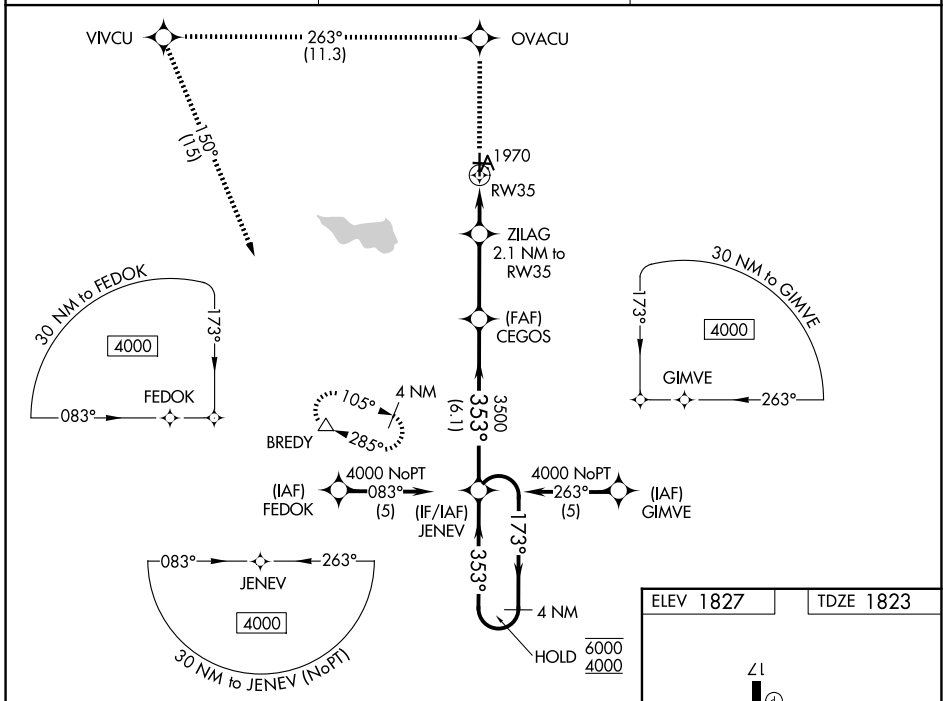 VIVCU
263°
(11.3)
OVACU
150°
(15)
1970
RW35
ZILAG
2.1 NM to
RW35
30 NM to FEDOK
173°
4000
FEDOK
083°
30 NM to GIMVE
173°
4000
GIMVE
263°
(FAF)
CEGOS
3500
353°
(6.1)
4 NM
105°
285°
BREDY
4000 NoPT
083°
(5)
(IAF)
FEDOK
(IF/IAF)
JENEV
4000 NoPT
263°
(5)
(IAF)
GIMVE
173°
353°
4 NM
HOLD
6000
4000
083°
263°
JENEV
4000
30 NM to JENEV (NoPT)
ELEV 1827
TDZE 1823
17